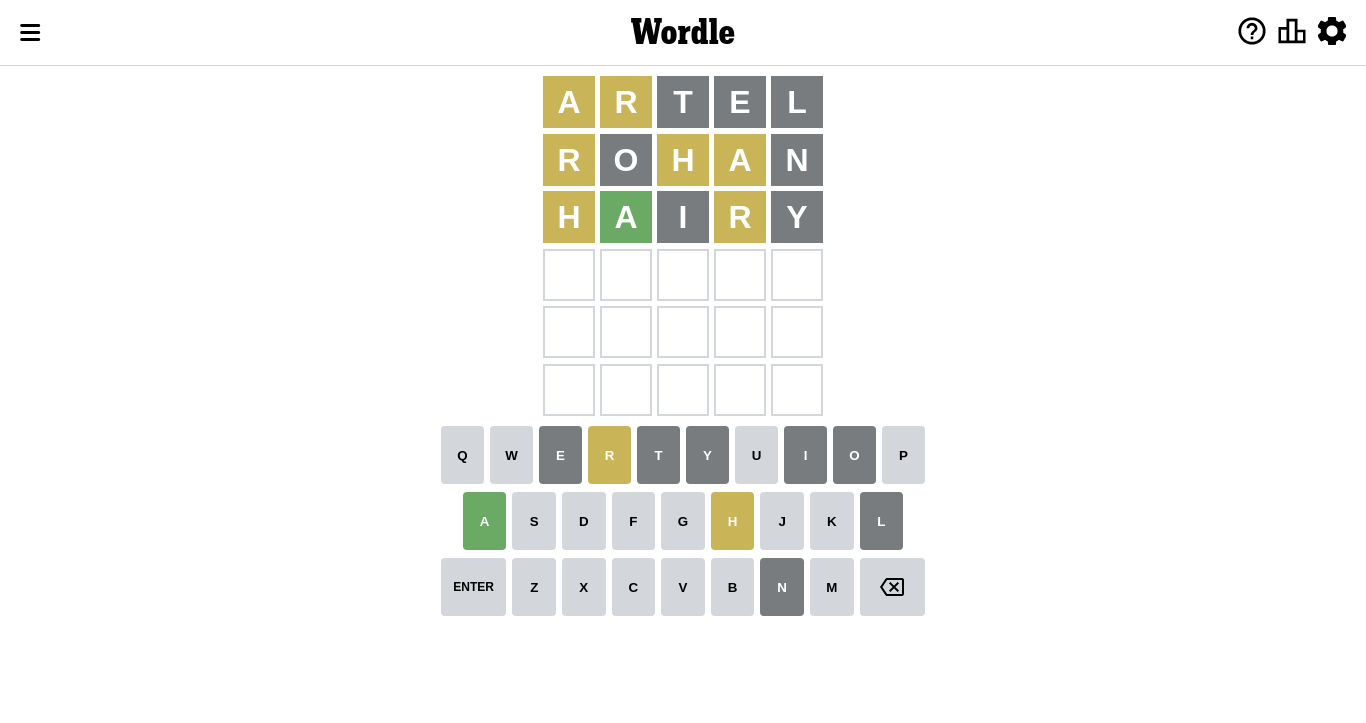 Wordle
A R T E L
R O H A N
H A I R Y
Q W E R T Y U I O P
A S D F G H J K L
ENTER Z X C V B N M